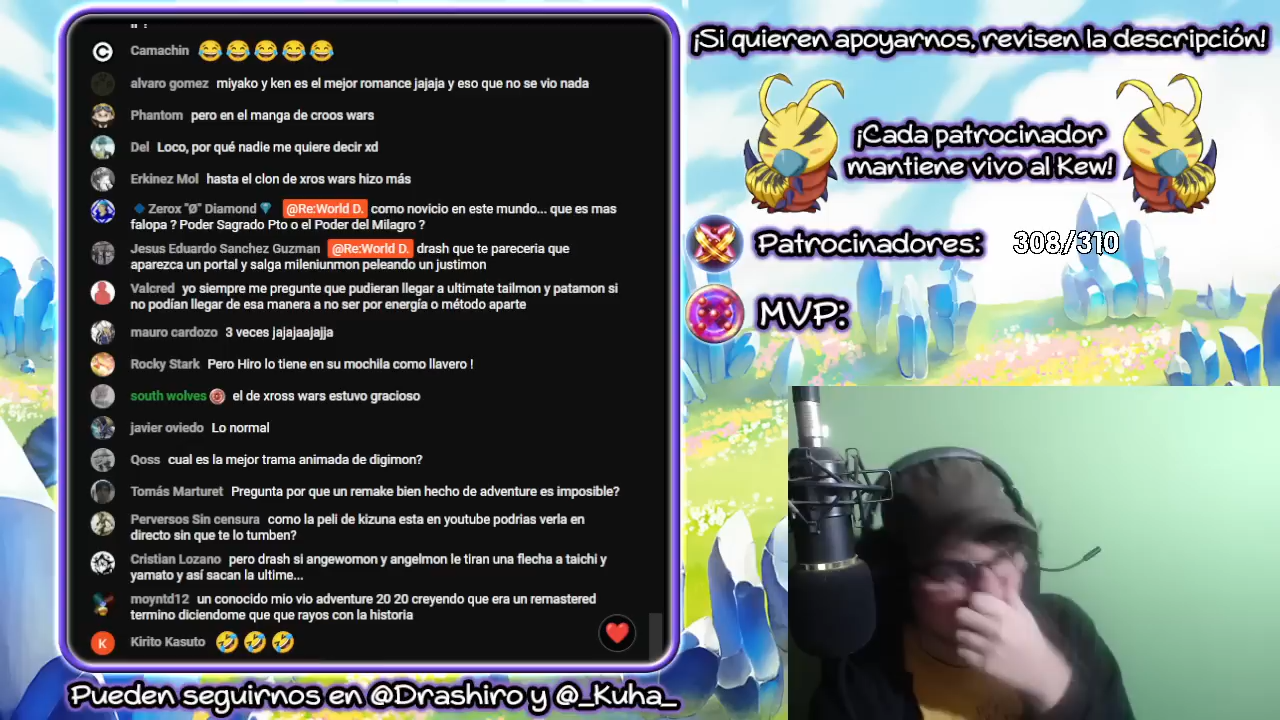 Camachin 😂😂😂😂😂
alvaro gomez miyako y ken es el mejor romance jajaja y eso que no se vio nada
Phantom pero en el manga de croos wars
Del Loco, por qué nadie me quiere decir xd
Erkinez Mol hasta el clon de xros wars hizo más
🔹Zerox "Ø" Diamond💎 @Re:World D. como novicio en este mundo... que es mas
falopa ? Poder Sagrado Pto o el Poder del Milagro ?
Jesus Eduardo Sanchez Guzman @Re:World D. drash que te pareceria que
aparezca un portal y salga mileniunmon peleando un justimon
Valcred yo siempre me pregunte que pudieran llegar a ultimate tailmon y patamon si
no podían llegar de esa manera a no ser por energía o método aparte
mauro cardozo 3 veces jajajaajajja
Rocky Stark Pero Hiro lo tiene en su mochila como llavero !
south wolves el de xross wars estuvo gracioso
javier oviedo Lo normal
Qoss cual es la mejor trama animada de digimon?
Tomás Marturet Pregunta por que un remake bien hecho de adventure es imposible?
Perversos Sin censura como la peli de kizuna esta en youtube podrias verla en
directo sin que te lo tumben?
Cristian Lozano pero drash si angewomon y angelmon le tiran una flecha a taichi y
yamato y así sacan la ultime...
moyntd12 un conocido mio vio adventure 20 20 creyendo que era un remastered
termino diciendome que que rayos con la historia
K Kirito Kasuto 🤣🤣🤣
Pueden seguirnos en @Drashiro y @_Kuha_
¡Si quieren apoyarnos, revisen la descripción!
¡Cada patrocinador
mantiene vivo al Kew!
Patrocinadores: 308/310
MVP: